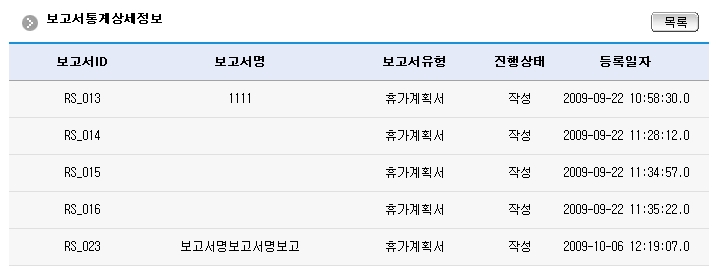 보고서통계상세정보
목록
보고서ID 보고서명 보고서유형 진행상태 등록일자
RS_013 1111 휴가계획서 작성 2009-09-22 10:58:30.0
RS_014 휴가계획서 작성 2009-09-22 11:28:12.0
RS_015 휴가계획서 작성 2009-09-22 11:34:57.0
RS_016 휴가계획서 작성 2009-09-22 11:35:22.0
RS_023 보고서명보고서명보고 휴가계획서 작성 2009-10-06 12:19:07.0